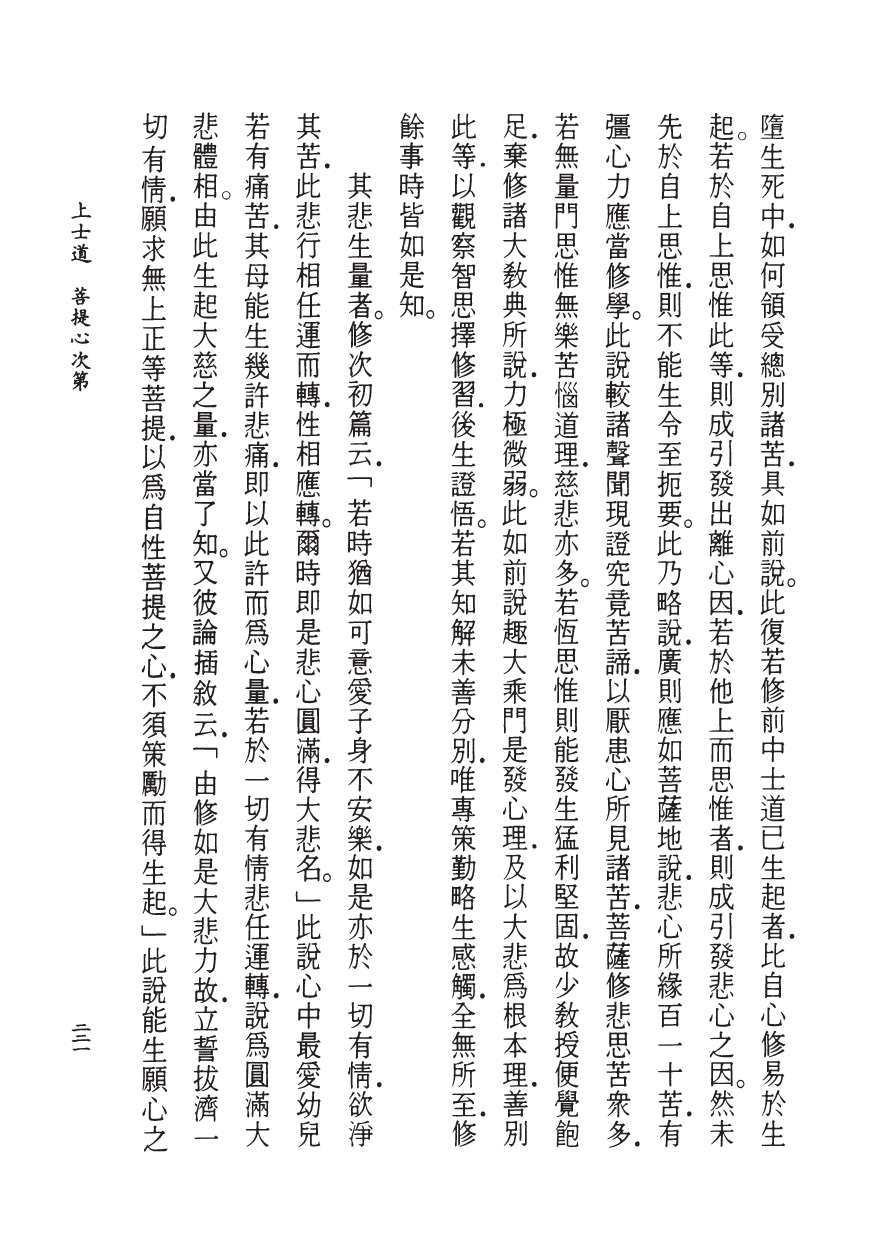 墮生死中．如何領受總別諸苦．具如前說。此復若修前中士道已生起者．比自心修易於生
起。若於自上思惟此等．則成引發出離心因．若於他上而思惟者．則成引發悲心之因。然未
先於自上思惟．則不能生令至扼要。此乃略說．廣則應如菩薩地說．悲心所緣百一十苦．有
彊心力應當修學。此說較諸聲聞現證究竟苦諦．以厭患心所見諸苦．菩薩修悲思苦衆多．
若無量門思惟無樂苦惱道理．慈悲亦多。若恆思惟則能發生猛利堅固．故少教授便覺飽
足．棄修諸大教典所說．力極微弱。此如前說趣大乘門是發心理．及以大悲爲根本理．善別
此等．以觀察智思擇修習．後生證悟。若其知解未善分別．唯專策勤略生感觸．全無所至．修
餘事時皆如是知。
其悲生量者。修次初篇云．「若時猶如可意愛子身不安樂．如是亦於一切有情．欲淨
其苦．此悲行相任運而轉．性相應轉。爾時即是悲心圓滿．得大悲名。」此說心中最愛幼兒
若有痛苦．其母能生幾許悲痛．即以此許而爲心量．若於一切有情悲任運轉．說爲圓滿大
悲體相。由此生起大慈之量．亦當了知。又彼論插敘云．「由修如是大悲力故．立誓拔濟一
切有情．願求無上正等菩提．以爲自性菩提之心．不須策勵而得生起。」此說能生願心之
上士道　菩提心次第
二三一